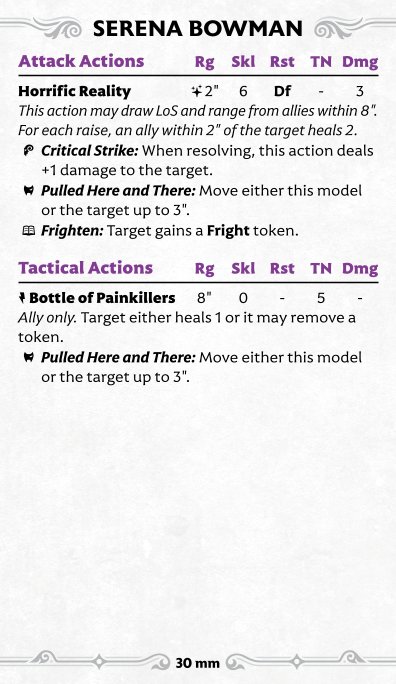 SERENA BOWMAN
Attack Actions Rg Skl Rst TN Dmg
Horrific Reality 2" 6 Df - 3
This action may draw LoS and range from allies within 8".
For each raise, an ally within 2" of the target heals 2.
Critical Strike: When resolving, this action deals
+1 damage to the target.
Pulled Here and There: Move either this model
or the target up to 3".
Frighten: Target gains a Fright token.
Tactical Actions Rg Skl Rst TN Dmg
Bottle of Painkillers 8" 0 - 5 -
Ally only. Target either heals 1 or it may remove a
token.
Pulled Here and There: Move either this model
or the target up to 3".
30 mm